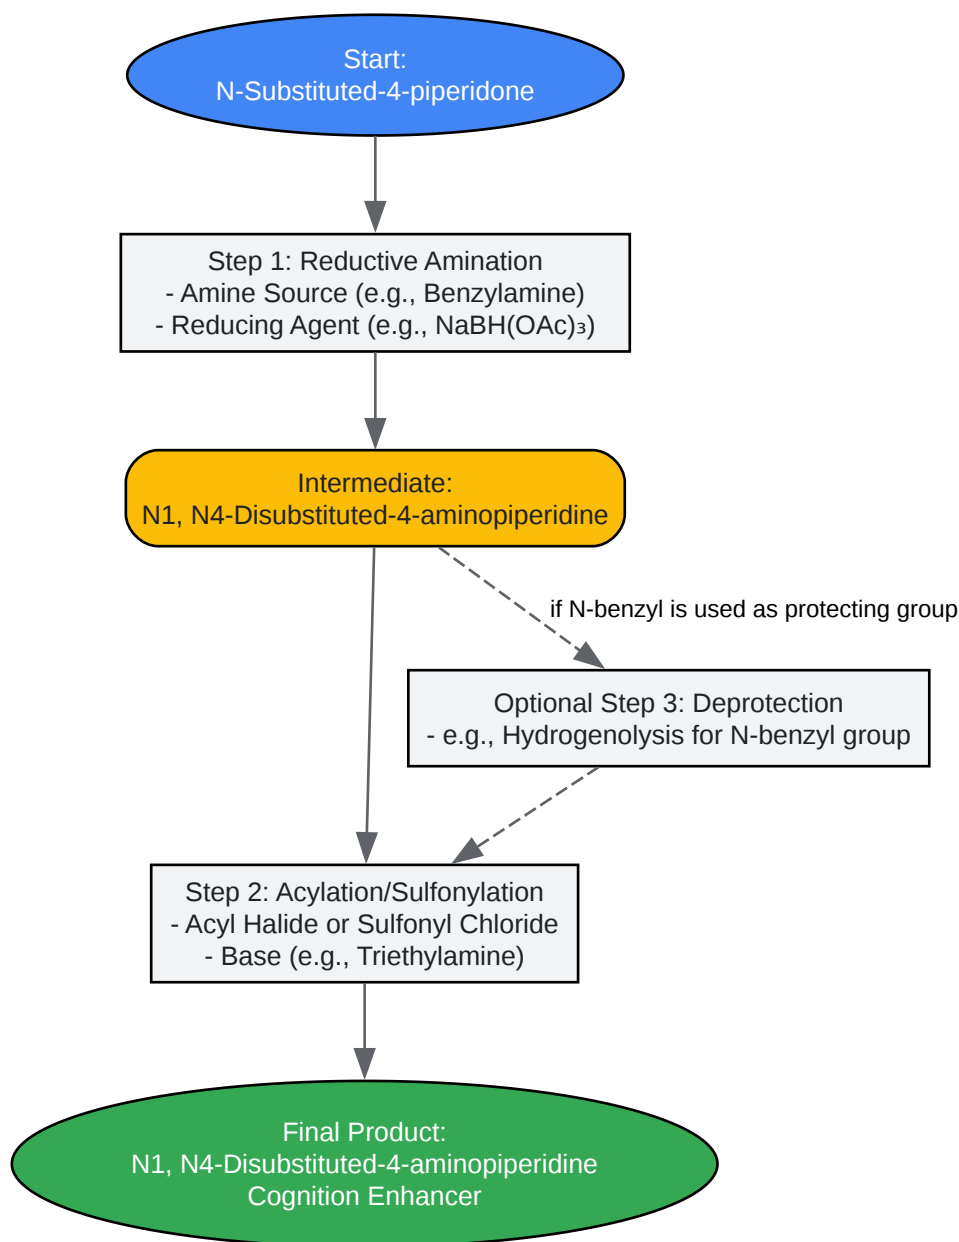 Start:
N-Substituted-4-piperidone
Step 1: Reductive Amination
- Amine Source (e.g., Benzylamine)
- Reducing Agent (e.g., NaBH(OAc)₃)
Intermediate:
N1, N4-Disubstituted-4-aminopiperidine
if N-benzyl is used as protecting group
Optional Step 3: Deprotection
- e.g., Hydrogenolysis for N-benzyl group
Step 2: Acylation/Sulfonylation
- Acyl Halide or Sulfonyl Chloride
- Base (e.g., Triethylamine)
Final Product:
N1, N4-Disubstituted-4-aminopiperidine
Cognition Enhancer